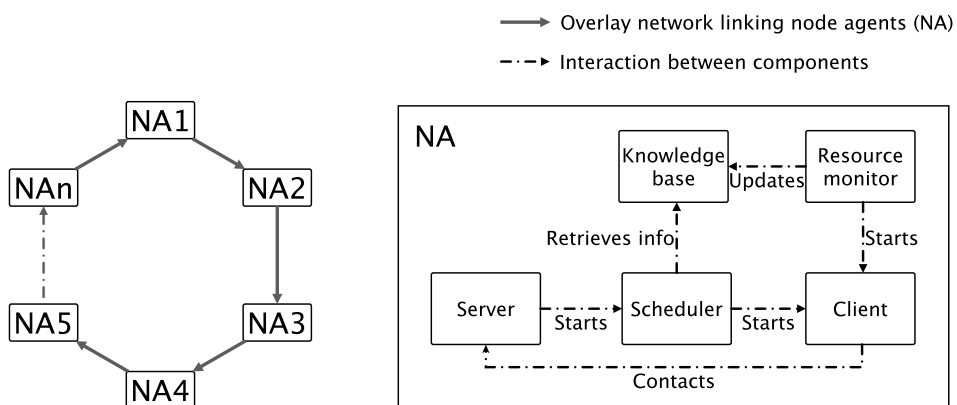 Overlay network linking node agents (NA)
Interaction between components
NA1
NA2
NA3
NA4
NA5
NAn
NA
Knowledge
base
Resource
monitor
Updates
Retrieves info
Starts
Server
Starts
Scheduler
Starts
Client
Contacts